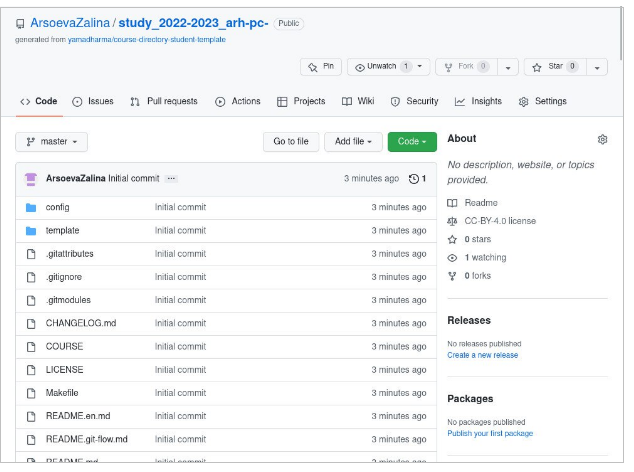 ArsoevaZalina / study_2022-2023_arh-pc- Public
generated from yamadharma/course-directory-student-template
Pin
Unwatch 1
Fork 0
Star 0
Code
Issues
Pull requests
Actions
Projects
Wiki
Security
Insights
Settings
master
Go to file
Add file
Code
ArsoevaZalina Initial commit ... 3 minutes ago 1
config Initial commit 3 minutes ago
template Initial commit 3 minutes ago
.gitattributes Initial commit 3 minutes ago
.gitignore Initial commit 3 minutes ago
.gitmodules Initial commit 3 minutes ago
CHANGELOG.md Initial commit 3 minutes ago
COURSE Initial commit 3 minutes ago
LICENSE Initial commit 3 minutes ago
Makefile Initial commit 3 minutes ago
README.en.md Initial commit 3 minutes ago
README.git-flow.md Initial commit 3 minutes ago
README.md Initial commit 3 minutes ago
About
No description, website, or topics
provided.
Readme
CC-BY-4.0 license
0 stars
1 watching
0 forks
Releases
No releases published
Create a new release
Packages
No packages published
Publish your first package